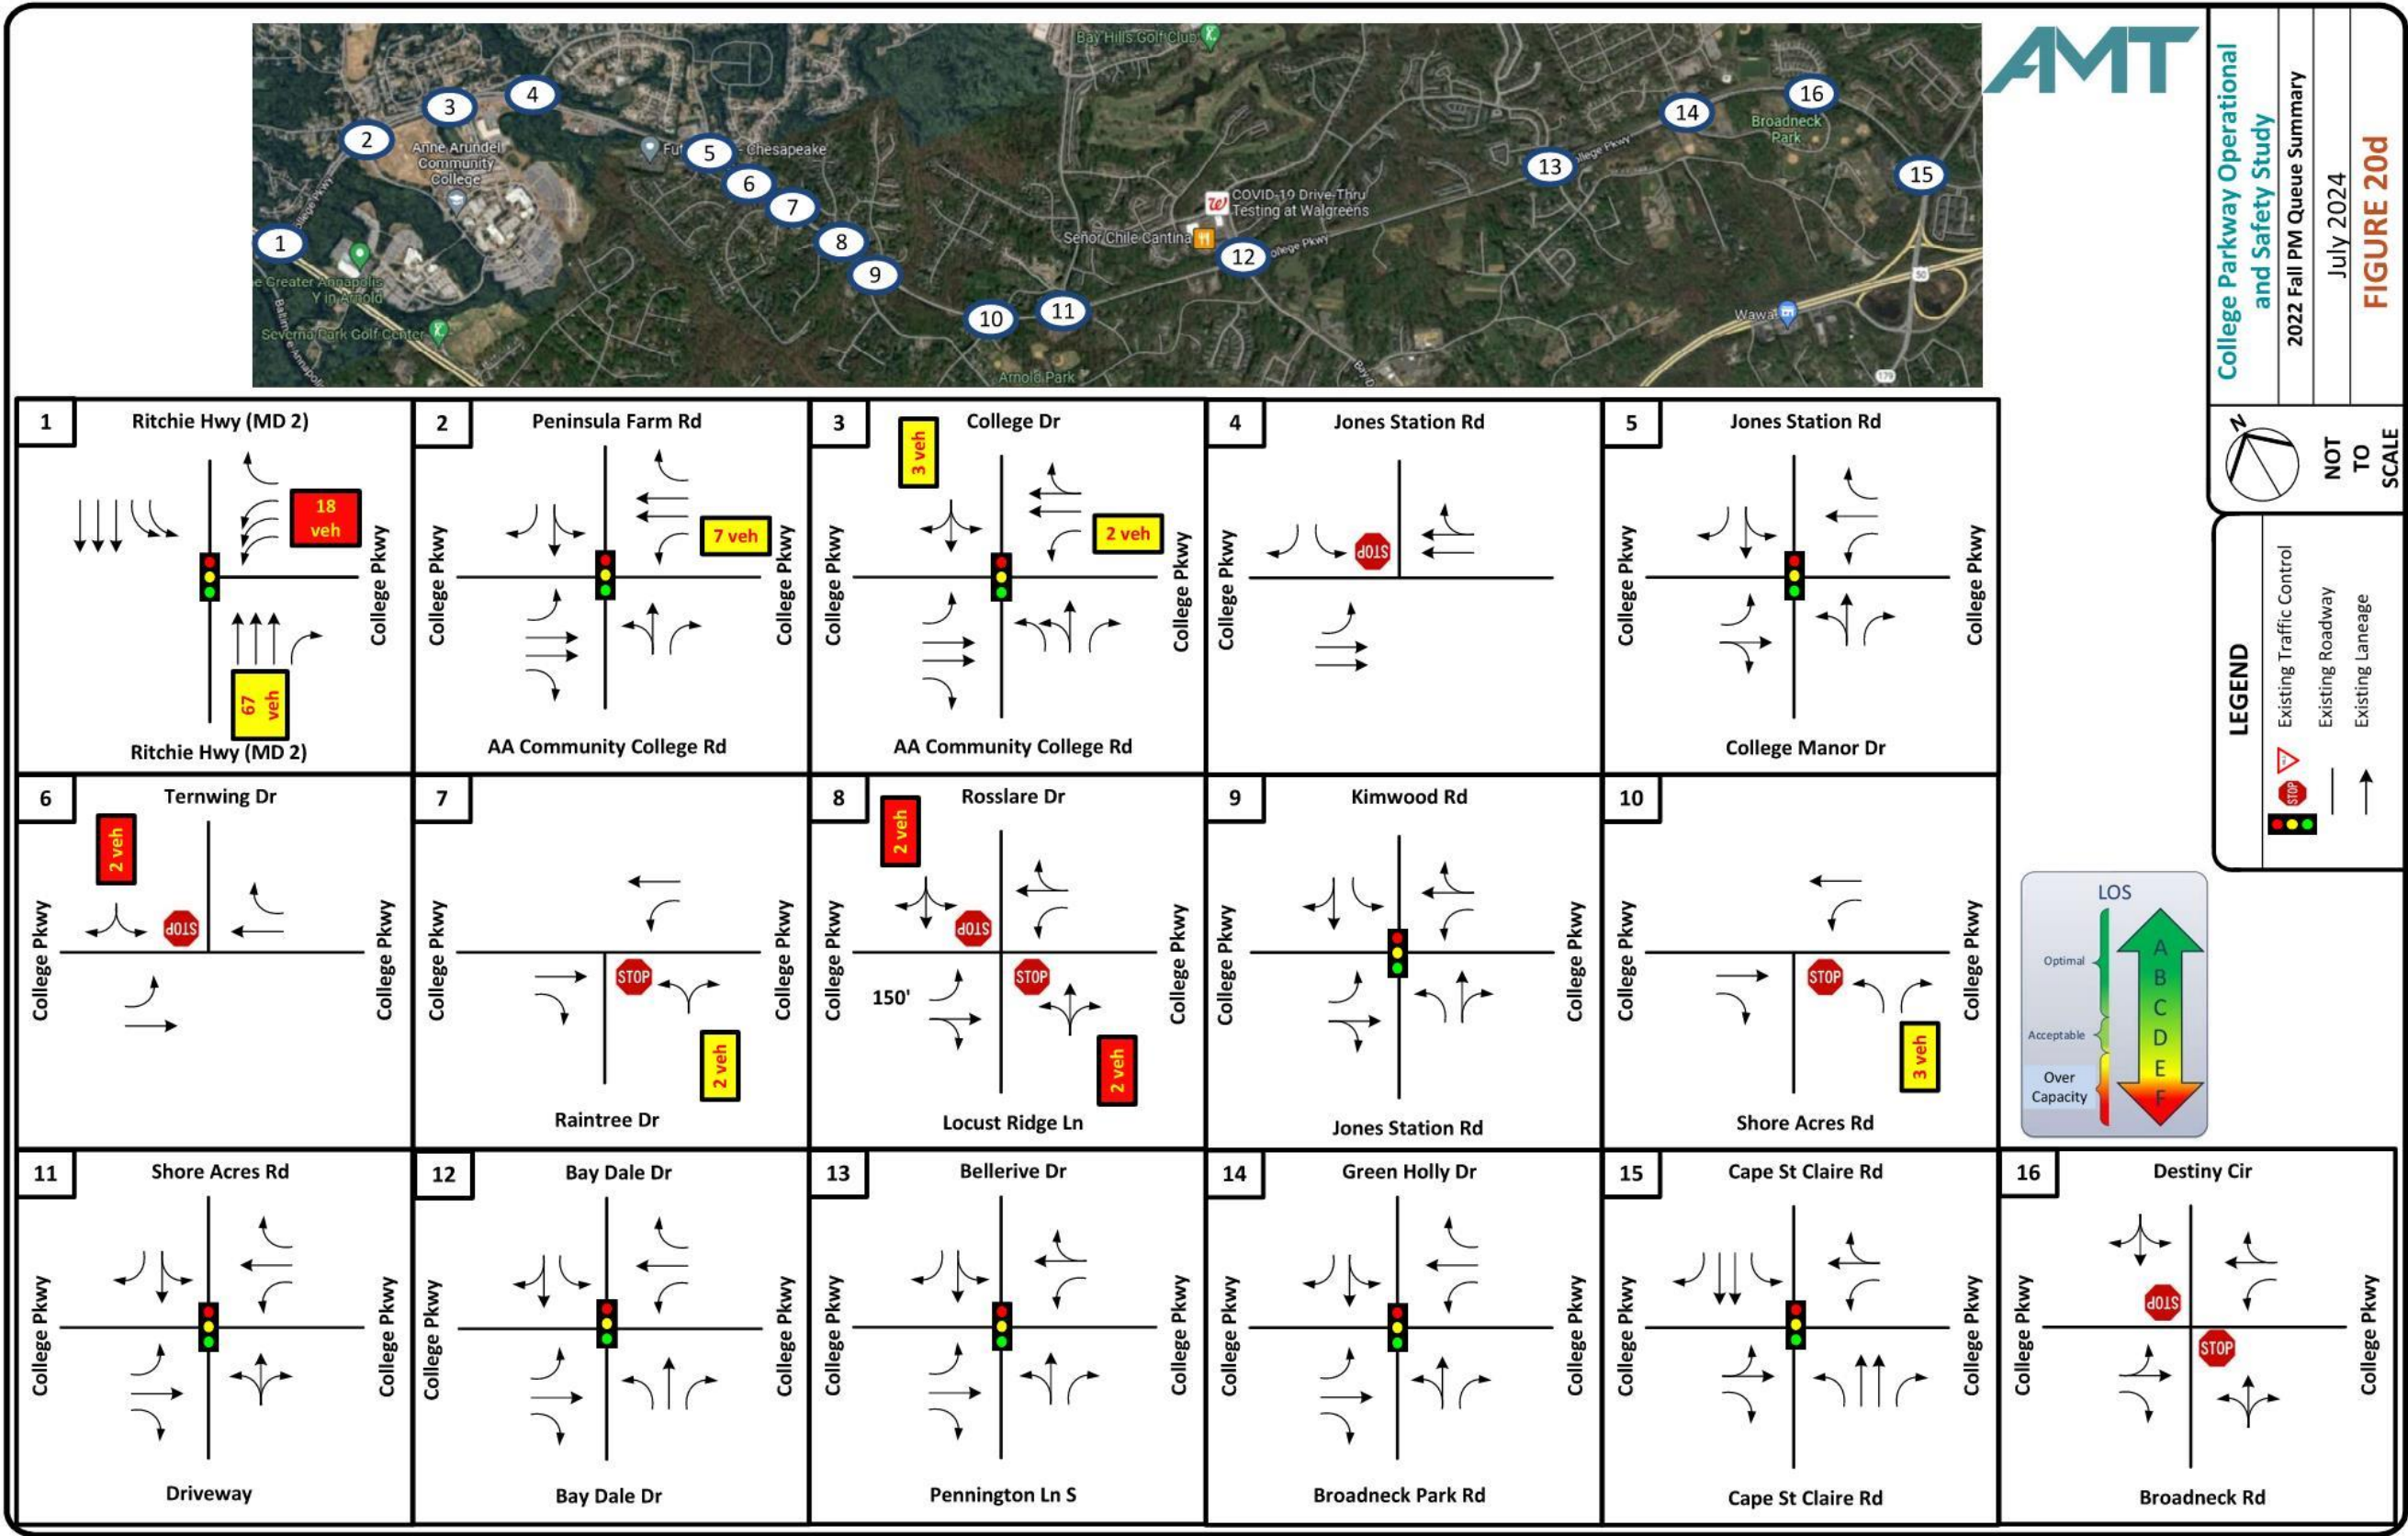 Bay Hills Golf Club
Anne Arundel
Community
College
Chesapeake
College Pkwy
COVID-19 Drive-Thru
Testing at Walgreens
Señor Chile Cantina
College Pkwy
Broadneck
Park
e Greater Annapolis
Y in Arnold
Severna Park Golf Center
Arnold Park
Wawa
50
179
1
2
3
4
5
6
7
8
9
10
11
12
13
14
15
16
AMT
College Parkway Operational
and Safety Study
2022 Fall PM Queue Summary
July 2024
FIGURE 20d
N
NOT
TO
SCALE
LEGEND
Existing Traffic Control
Existing Roadway
Existing Laneage
STOP
LOS
Optimal
Acceptable
Over
Capacity
A
B
C
D
E
F
1
Ritchie Hwy (MD 2)
18
veh
College Pkwy
67
veh
Ritchie Hwy (MD 2)
2
Peninsula Farm Rd
College Pkwy
7 veh
College Pkwy
AA Community College Rd
3
3 veh
College Dr
College Pkwy
2 veh
College Pkwy
AA Community College Rd
4
Jones Station Rd
College Pkwy
STOP
5
Jones Station Rd
College Pkwy
College Pkwy
College Manor Dr
6
Ternwing Dr
2 veh
College Pkwy
STOP
College Pkwy
7
College Pkwy
STOP
College Pkwy
2 veh
Raintree Dr
8
2 veh
Rosslare Dr
College Pkwy
STOP
150'
STOP
College Pkwy
2 veh
Locust Ridge Ln
9
Kimwood Rd
College Pkwy
College Pkwy
Jones Station Rd
10
College Pkwy
STOP
College Pkwy
3 veh
Shore Acres Rd
11
Shore Acres Rd
College Pkwy
College Pkwy
Driveway
12
Bay Dale Dr
College Pkwy
College Pkwy
Bay Dale Dr
13
Bellerive Dr
College Pkwy
College Pkwy
Pennington Ln S
14
Green Holly Dr
College Pkwy
College Pkwy
Broadneck Park Rd
15
Cape St Claire Rd
College Pkwy
College Pkwy
Cape St Claire Rd
16
Destiny Cir
College Pkwy
STOP
STOP
College Pkwy
Broadneck Rd